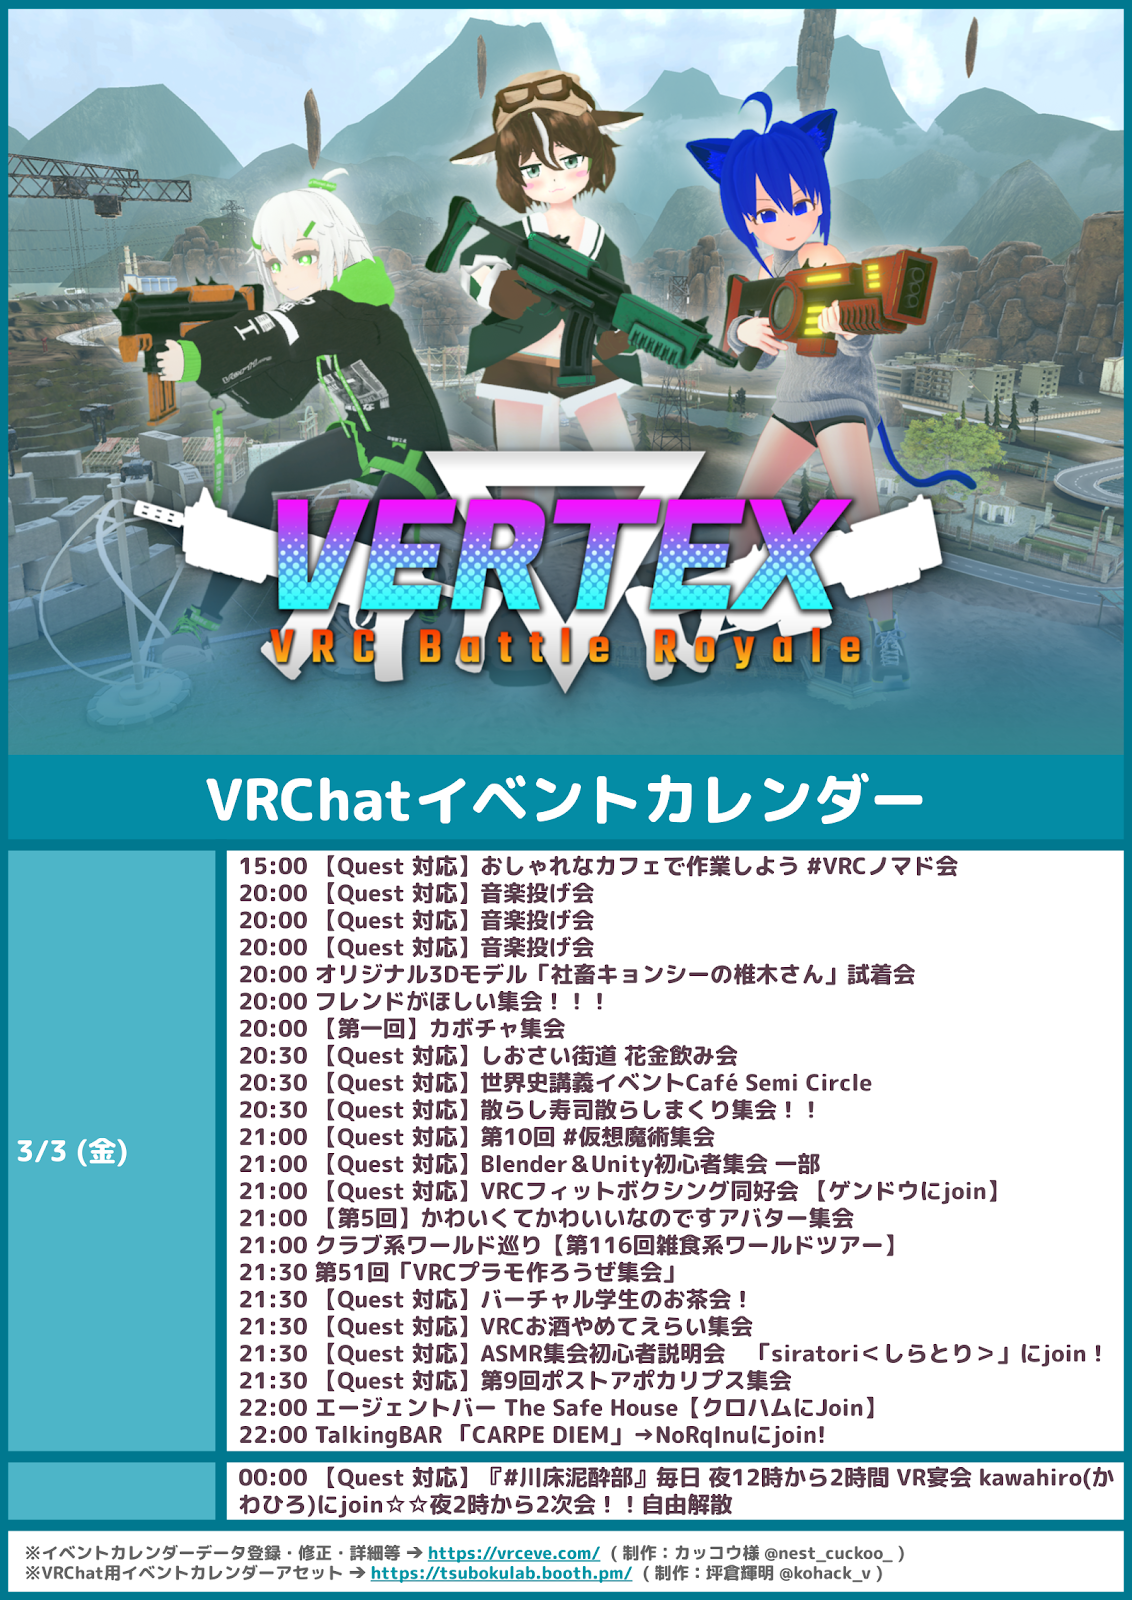 VERTEX
VRC Battle Royale
VRChatイベントカレンダー
3/3 (金)
15:00 【Quest 対応】おしゃれなカフェで作業しよう #VRCノマド会
20:00 【Quest 対応】音楽投げ会
20:00 【Quest 対応】音楽投げ会
20:00 【Quest 対応】音楽投げ会
20:00 オリジナル3Dモデル「社畜キョンシーの椎木さん」試着会
20:00 フレンドがほしい集会！！！
20:00 【第一回】カボチャ集会
20:30 【Quest 対応】しおさい街道 花金飲み会
20:30 【Quest 対応】世界史講義イベントCafé Semi Circle
20:30 【Quest 対応】散らし寿司散らしまくり集会！！
21:00 【Quest 対応】第10回 #仮想魔術集会
21:00 【Quest 対応】Blender＆Unity初心者集会 一部
21:00 【Quest 対応】VRCフィットボクシング同好会 【ゲンドウにjoin】
21:00 【第5回】かわいくてかわいいなのですアバター集会
21:00 クラブ系ワールド巡り【第116回雑食系ワールドツアー】
21:30 第51回「VRCプラモ作ろうぜ集会」
21:30 【Quest 対応】バーチャル学生のお茶会！
21:30 【Quest 対応】VRCお酒やめてえらい集会
21:30 【Quest 対応】ASMR集会初心者説明会　「siratori＜しらとり＞」にjoin！
21:30 【Quest 対応】第9回ポストアポカリプス集会
22:00 エージェントバー The Safe House【クロハムにJoin】
22:00 TalkingBAR 「CARPE DIEM」→NoRqInuにjoin!
00:00 【Quest 対応】『#川床泥酔部』毎日 夜12時から2時間 VR宴会 kawahiro(か
わひろ)にjoin☆☆夜2時から2次会！！自由解散
※イベントカレンダーデータ登録・修正・詳細等 → https://vrceve.com/ （ 制作：カッコウ様 @nest_cuckoo_ ）
※VRChat用イベントカレンダーアセット → https://tsubokulab.booth.pm/ （ 制作：坪倉輝明 @kohack_v ）